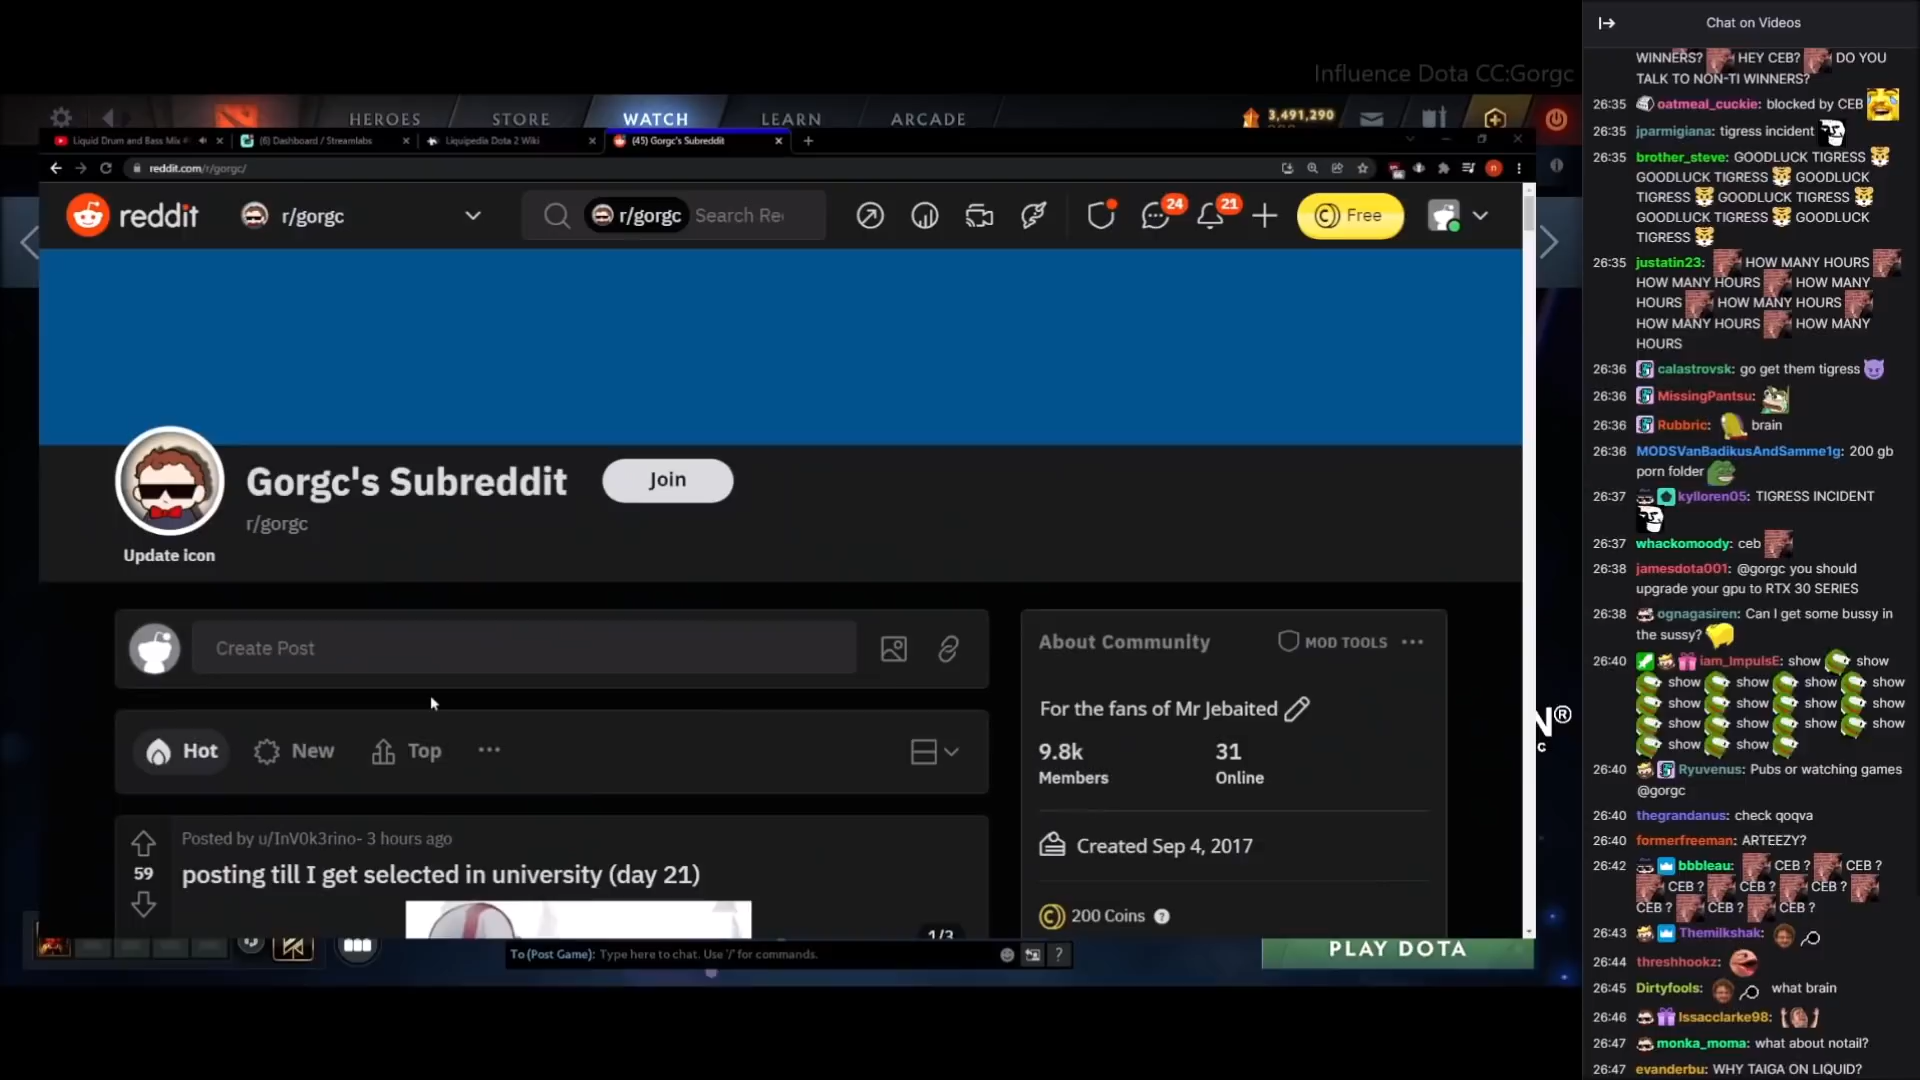 Influence Dota CC:Gorgc
HEROES STORE WATCH LEARN ARCADE
3,491,290
Liquid Drum and Bass Mix
(6) Dashboard / Streamlabs
Liquipedia Dota 2 Wiki
(45) Gorgc's Subreddit
reddit.com/r/gorgc/
reddit
r/gorgc
r/gorgc Search Re
24
21
Free
Gorgc's Subreddit
Join
r/gorgc
Update icon
Create Post
Hot New Top
Posted by u/InV0k3rino- 3 hours ago
59
posting till I get selected in university (day 21)
1/3
About Community
MOD TOOLS
For the fans of Mr Jebaited
9.8k
31
Members
Online
Created Sep 4, 2017
200 Coins ?
N®
C
To (Post Game): Type here to chat. Use '/' for commands.
?
PLAY DOTA
Chat on Videos
WINNERS? HEY CEB? DO YOU
TALK TO NON-TI WINNERS?
26:35 oatmeal_cuckie: blocked by CEB
26:35 jparmigiana: tigress incident
26:35 brother_steve: GOODLUCK TIGRESS
GOODLUCK TIGRESS GOODLUCK
TIGRESS GOODLUCK TIGRESS
GOODLUCK TIGRESS GOODLUCK
TIGRESS
26:35 justatin23: HOW MANY HOURS
HOW MANY HOURS HOW MANY
HOURS HOW MANY HOURS
HOW MANY HOURS HOW MANY
HOURS
26:36 calastrovsk: go get them tigress
26:36 MissingPantsu:
26:36 Rubbric: brain
26:36 MODSVanBadikusAndSamme1g: 200 gb
porn folder
26:37 kylloren05: TIGRESS INCIDENT
26:37 whackomoody: ceb
26:38 jamesdota001: @gorgc you should
upgrade your gpu to RTX 30 SERIES
26:38 ognagasiren: Can I get some bussy in
the sussy?
26:40 iam_ImpulsE: show show
show show show show
show show show show
show show show show
show show
26:40 Ryuvenus: Pubs or watching games
@gorgc
26:40 thegrandanus: check qoqva
26:40 formerfreeman: ARTEEZY?
26:42 bbbleau: CEB ? CEB ?
CEB ? CEB ? CEB ?
CEB ? CEB ? CEB ?
26:43 Themilkshak:
26:44 threshhookz:
26:45 Dirtyfools: what brain
26:46 Issacclarke98:
26:47 monka_moma: what about notail?
26:47 evanderbu: WHY TAIGA ON LIQUID?